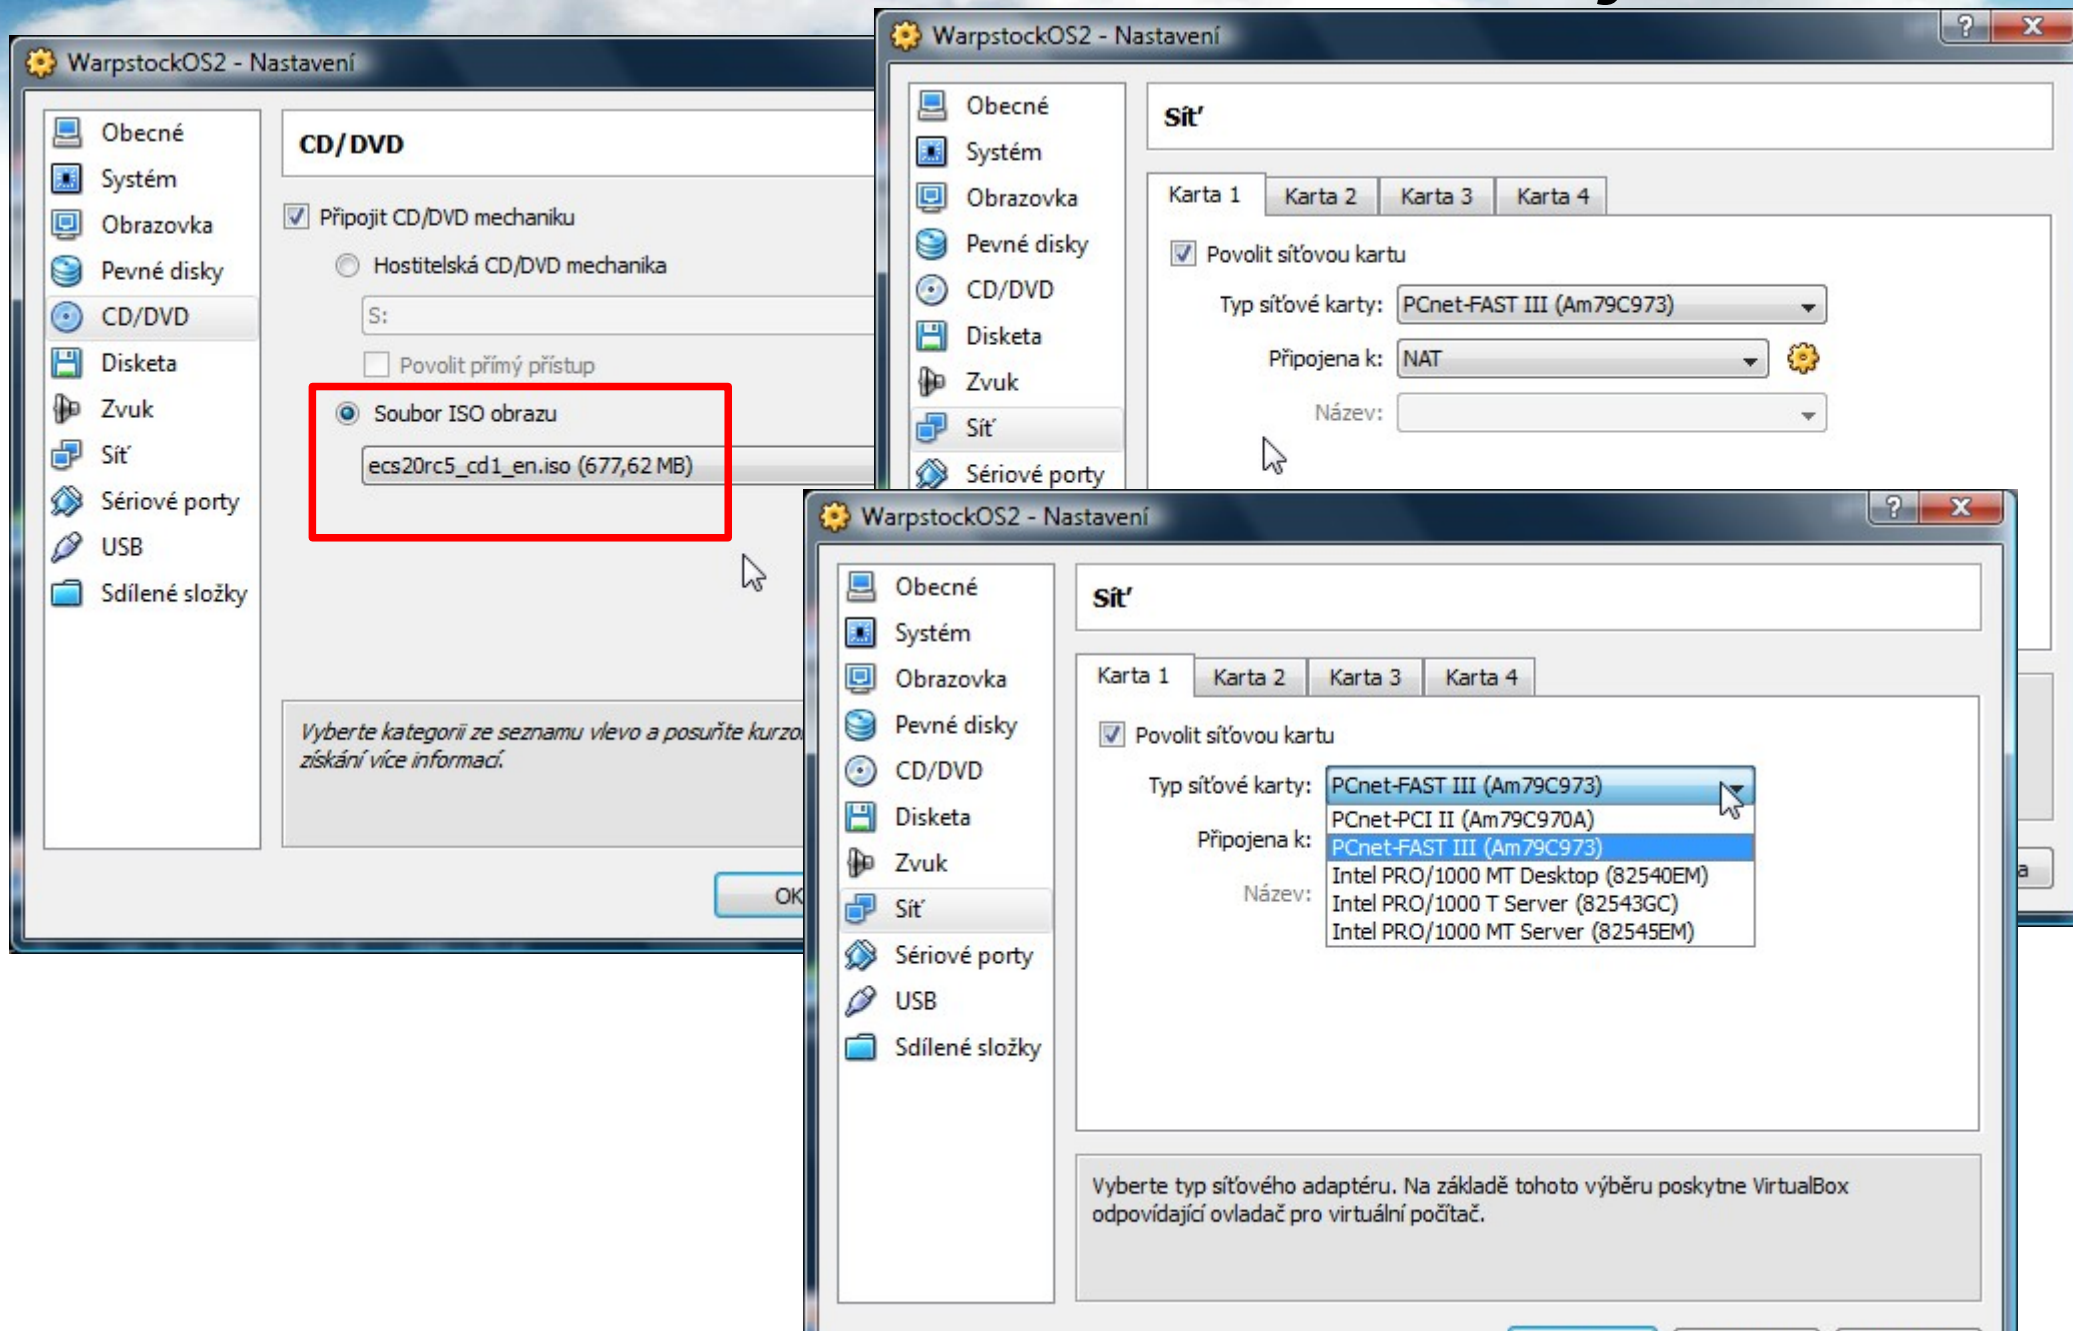 WarpstockOS2 - Nastavení
Obecné
Systém
Obrazovka
Pevné disky
CD/DVD
Disketa
Zvuk
Síť
Sériové porty
USB
Sdílené složky
CD/DVD
Připojit CD/DVD mechaniku
Hostitelská CD/DVD mechanika
S:
Povolit přímý přístup
Soubor ISO obrazu
ecs20rc5_cd1_en.iso (677,62 MB)
Vyberte kategorii ze seznamu vlevo a posuňte
získání více informací.
OK
WarpstockOS2 - Nastavení
Obecné
Systém
Obrazovka
Pevné disky
CD/DVD
Disketa
Zvuk
Síť
Sériové porty
Síť
Karta 1 Karta 2 Karta 3 Karta 4
Povolit síťovou kartu
Typ síťové karty: PCnet-FAST III (Am79C973)
Připojena k: NAT
Název:
WarpstockOS2 - Nastavení
Obecné
Systém
Obrazovka
Pevné disky
CD/DVD
Disketa
Zvuk
Síť
Sériové porty
USB
Sdílené složky
Síť
Karta 1 Karta 2 Karta 3 Karta 4
Povolit síťovou kartu
Typ síťové karty: PCnet-FAST III (Am79C973)
PCnet-PCI II (Am79C970A)
Připojena k: PCnet-FAST III (Am79C973)
Intel PRO/1000 MT Desktop (82540EM)
Název: Intel PRO/1000 T Server (82543GC)
Intel PRO/1000 MT Server (82545EM)
Vyberte typ síťového adaptéru. Na základě tohoto výběru poskytne VirtualBox
odpovídající ovladač pro virtuální počítač.